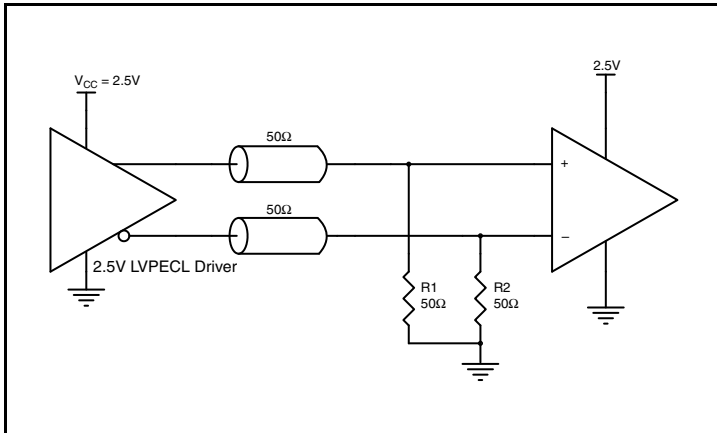 V_CC = 2.5V
2.5V
50Ω
+
50Ω
–
2.5V LVPECL Driver
R1
50Ω
R2
50Ω